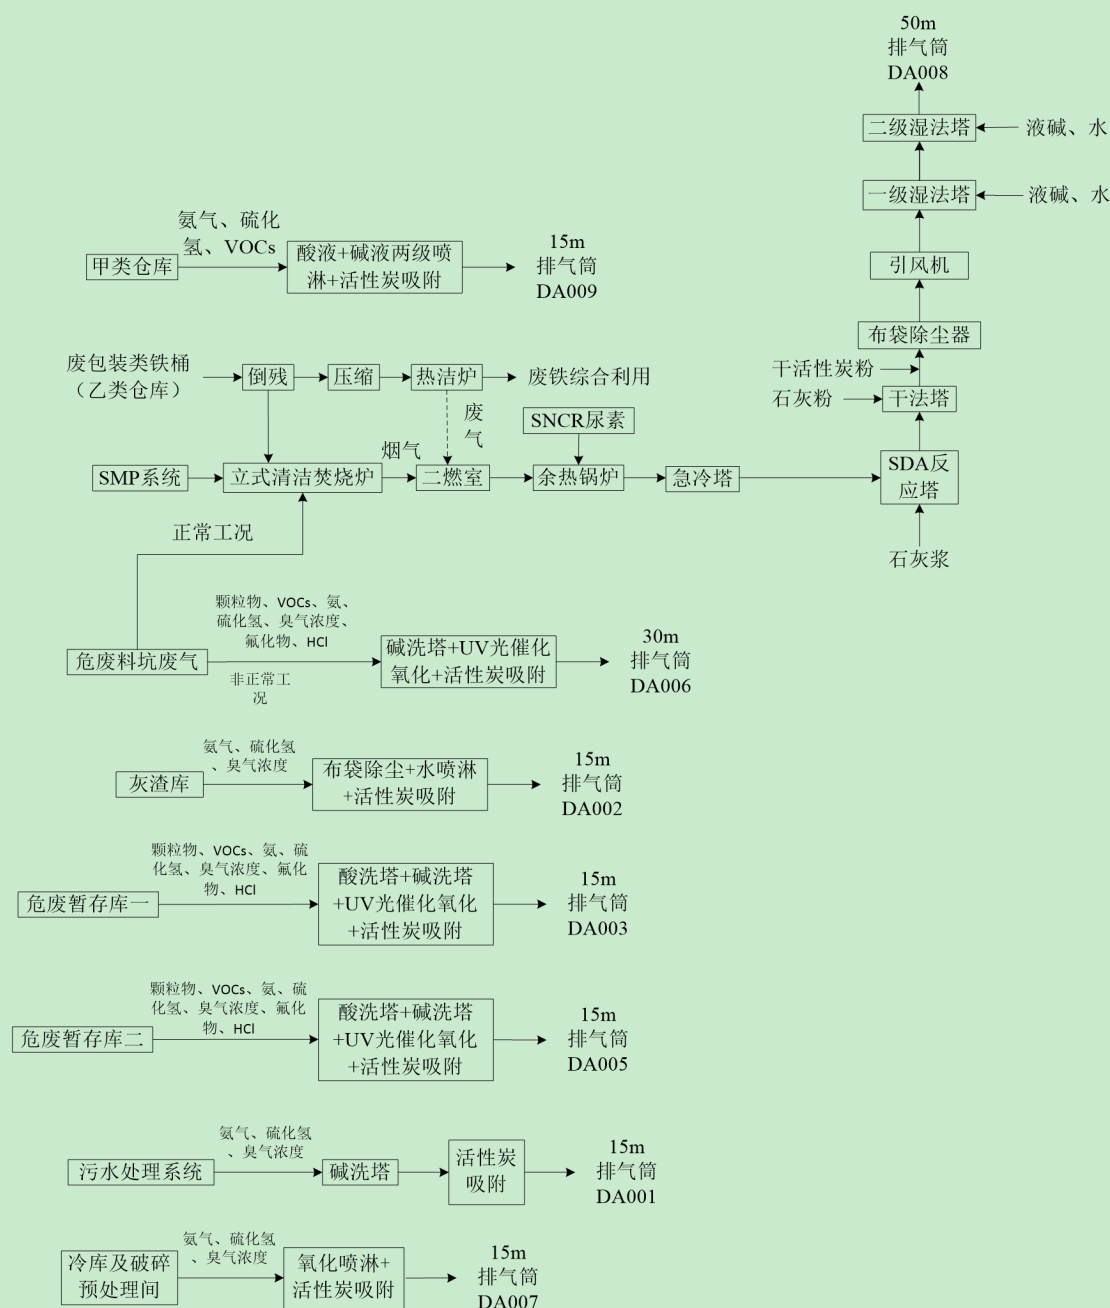 50m
排气筒
DA008
二级湿法塔
液碱、水
一级湿法塔
液碱、水
引风机
布袋除尘器
干活性炭粉
石灰粉
干法塔
SDA反
应塔
石灰浆
氨气、硫化
氢、VOCs
甲类仓库
酸液+碱液两级喷
淋+活性炭吸附
15m
排气筒
DA009
废包装类铁桶
（乙类仓库）
倒残
压缩
热洁炉
废铁综合利用
废
气
SNCR尿素
烟气
SMP系统
立式清洁焚烧炉
二燃室
余热锅炉
急冷塔
正常工况
颗粒物、VOCs、氨、
硫化氢、臭气浓度、
氟化物、HCl
危废料坑废气
非正常工
况
碱洗塔+UV光催化
氧化+活性炭吸附
30m
排气筒
DA006
氨气、硫化氢
、臭气浓度
灰渣库
布袋除尘+水喷淋
+活性炭吸附
15m
排气筒
DA002
颗粒物、VOCs、氨、硫
化氢、臭气浓度、氟化
物、HCl
危废暂存库一
酸洗塔+碱洗塔
+UV光催化氧化
+活性炭吸附
15m
排气筒
DA003
颗粒物、VOCs、氨、硫
化氢、臭气浓度、氟化
物、HCl
危废暂存库二
酸洗塔+碱洗塔
+UV光催化氧化
+活性炭吸附
15m
排气筒
DA005
氨气、硫化氢
、臭气浓度
污水处理系统
碱洗塔
活性炭
吸附
15m
排气筒
DA001
氨气、硫化氢
、臭气浓度
冷库及破碎
预处理间
氧化喷淋+
活性炭吸附
15m
排气筒
DA007